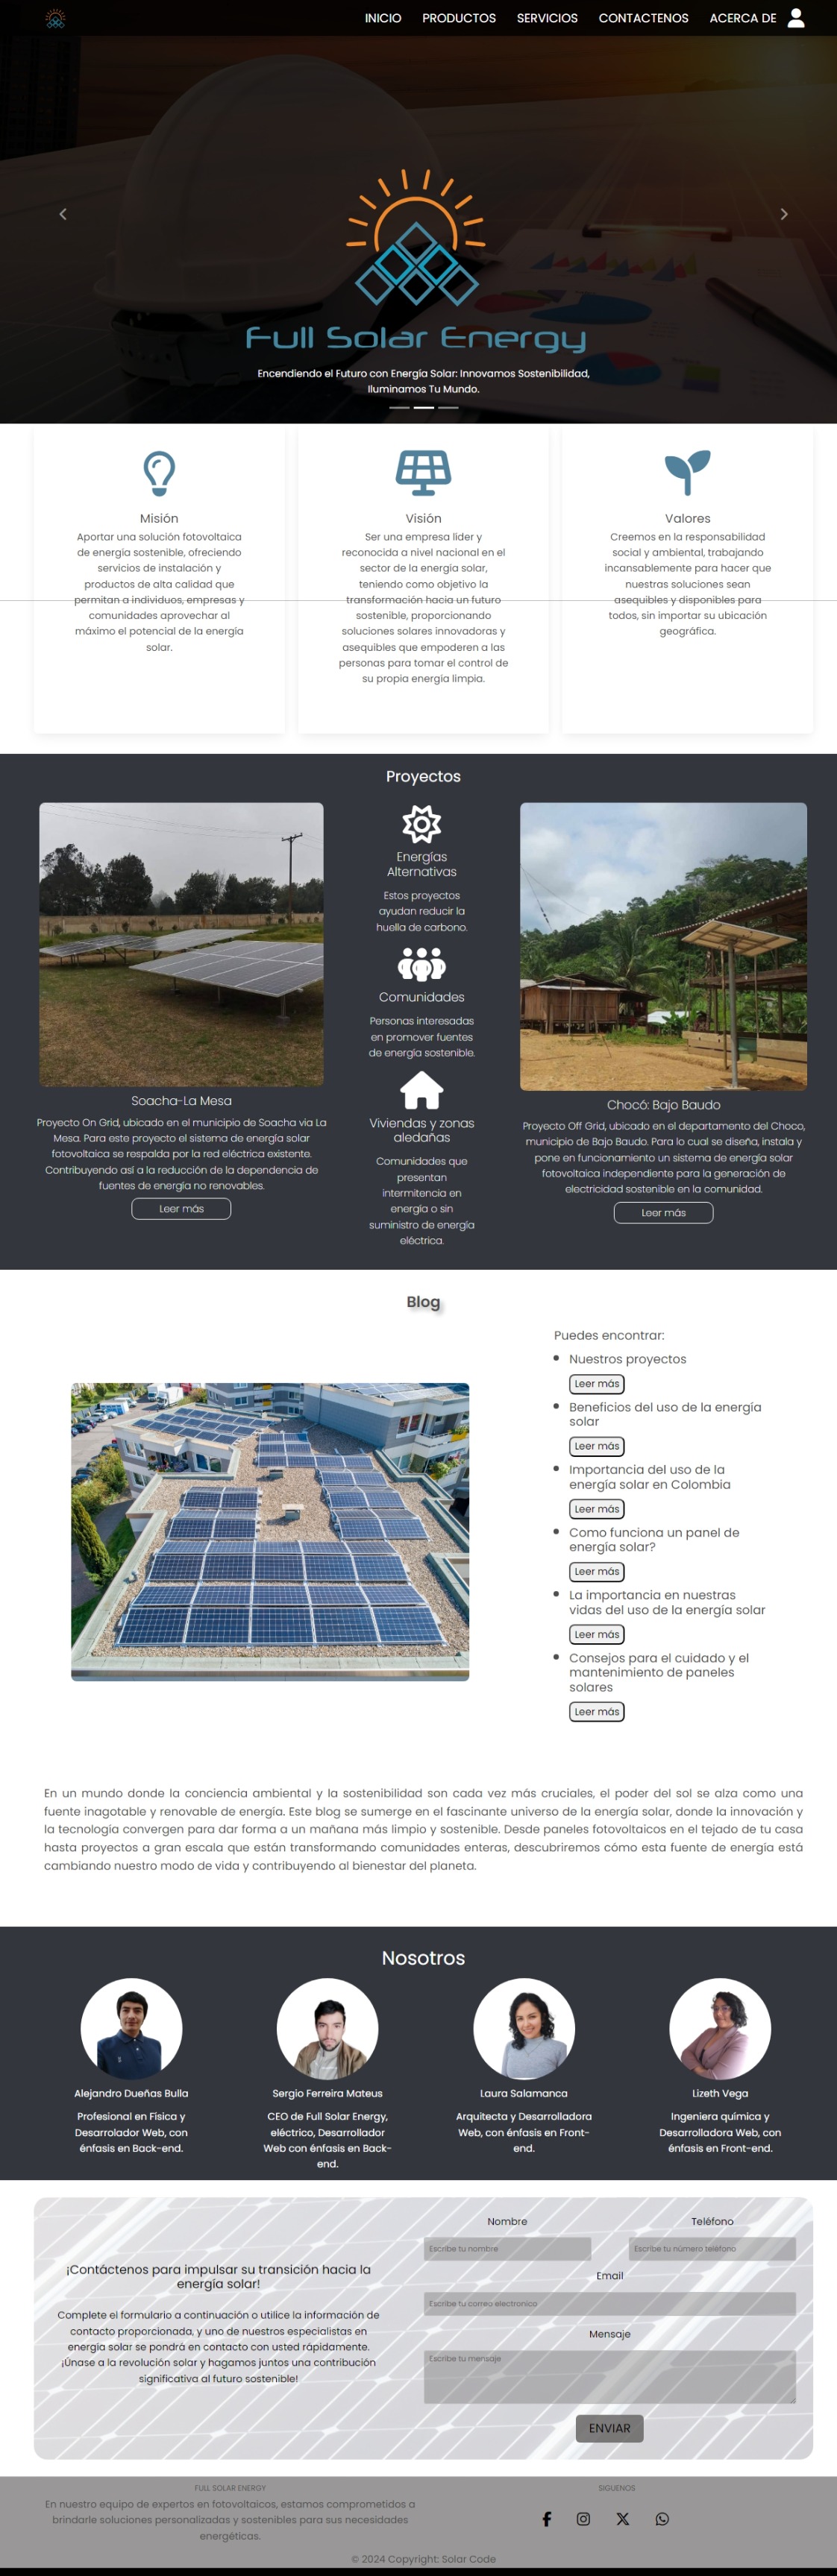 INICIO PRODUCTOS SERVICIOS CONTACTENOS ACERCA DE
Full Solar Energy
Encendiendo el Futuro con Energía Solar: Innovamos Sostenibilidad,
Iluminamos Tu Mundo.
Misión
Aportar una solución fotovoltaica
de energía sostenible, ofreciendo
servicios de instalación y
productos de alta calidad que
permitan a individuos, empresas y
comunidades aprovechar al
máximo el potencial de la energía
solar.
Visión
Ser una empresa líder y
reconocida a nivel nacional en el
sector de la energía solar,
teniendo como objetivo la
transformación hacia un futuro
sostenible, proporcionando
soluciones solares innovadoras y
asequibles que empoderen a las
personas para tomar el control de
su propia energía limpia.
Valores
Creemos en la responsabilidad
social y ambiental, trabajando
incansablemente para hacer que
nuestras soluciones sean
asequibles y disponibles para
todos, sin importar su ubicación
geográfica.
Proyectos
Soacha-La Mesa
Proyecto On Grid, ubicado en el municipio de Soacha via La
Mesa. Para este proyecto el sistema de energía solar
fotovoltaica se respalda por la red eléctrica existente.
Contribuyendo así a la reducción de la dependencia de
fuentes de energía no renovables.
Leer más
Energías
Alternativas
Estos proyectos
ayudan reducir la
huella de carbono.
Comunidades
Personas interesadas
en promover fuentes
de energía sostenible.
Viviendas y zonas
aledañas
Comunidades que
presentan
intermitencia en
energía o sin
suministro de energía
eléctrica.
Chocó: Bajo Baudo
Proyecto Off Grid, ubicado en el departamento del Choco,
municipio de Bajo Baudo. Para lo cual se diseña, instala y
pone en funcionamiento un sistema de energía solar
fotovoltaica independiente para la generación de
electricidad sostenible en la comunidad.
Leer más
Blog
Puedes encontrar:
Nuestros proyectos
Leer más
Beneficios del uso de la energía
solar
Leer más
Importancia del uso de la
energía solar en Colombia
Leer más
Como funciona un panel de
energía solar?
Leer más
La importancia en nuestras
vidas del uso de la energía solar
Leer más
Consejos para el cuidado y el
mantenimiento de paneles
solares
Leer más
En un mundo donde la conciencia ambiental y la sostenibilidad son cada vez más cruciales, el poder del sol se alza como una
fuente inagotable y renovable de energía. Este blog se sumerge en el fascinante universo de la energía solar, donde la innovación y
la tecnología convergen para dar forma a un mañana más limpio y sostenible. Desde paneles fotovoltaicos en el tejado de tu casa
hasta proyectos a gran escala que están transformando comunidades enteras, descubriremos cómo esta fuente de energía está
cambiando nuestro modo de vida y contribuyendo al bienestar del planeta.
Nosotros
Alejandro Dueñas Bulla
Profesional en Física y
Desarrolador Web, con
énfasis en Back-end.
Sergio Ferreira Mateus
CEO de Full Solar Energy,
eléctrico, Desarrollador
Web con énfasis en Back-
end.
Laura Salamanca
Arquitecta y Desarrolladora
Web, con énfasis en Front-
end.
Lizeth Vega
Ingeniera química y
Desarrolladora Web, con
énfasis en Front-end.
¡Contáctenos para impulsar su transición hacia la
energía solar!
Complete el formulario a continuación o utilice la información de
contacto proporcionada, y uno de nuestros especialistas en
energía solar se pondrá en contacto con usted rápidamente.
¡Únase a la revolución solar y hagamos juntos una contribución
significativa al futuro sostenible!
Nombre
Escribe tu nombre
Teléfono
Escribe tu número teléfono
Email
Escribe tu correo electronico
Mensaje
Escribe tu mensaje
ENVIAR
FULL SOLAR ENERGY
En nuestro equipo de expertos en fotovoltaicos, estamos comprometidos a
brindarle soluciones personalizadas y sostenibles para sus necesidades
energéticas.
SIGUENOS
© 2024 Copyright: Solar Code